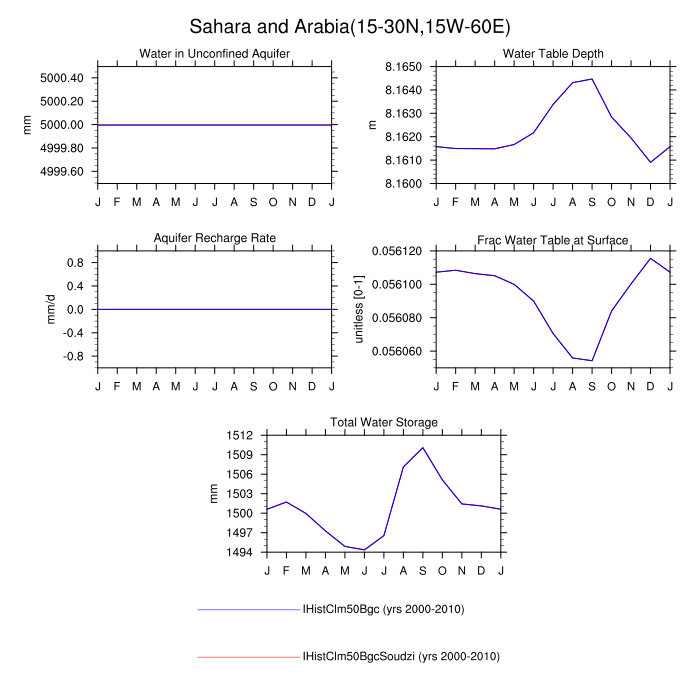 Sahara and Arabia(15-30N,15W-60E)
Water in Unconfined Aquifer
5000.40
5000.20
5000.00
4999.80
4999.60
mm
J F M A M J J A S O N D J
Water Table Depth
8.1650
8.1640
8.1630
8.1620
8.1610
8.1600
m
J F M A M J J A S O N D J
Aquifer Recharge Rate
0.8
0.4
0.0
-0.4
-0.8
mm/d
J F M A M J J A S O N D J
Frac Water Table at Surface
0.056120
0.056100
0.056080
0.056060
unitless [0-1]
J F M A M J J A S O N D J
Total Water Storage
1512
1509
1506
1503
1500
1497
1494
mm
J F M A M J J A S O N D J
IHistClm50Bgc (yrs 2000-2010)
IHistClm50BgcSoudzi (yrs 2000-2010)